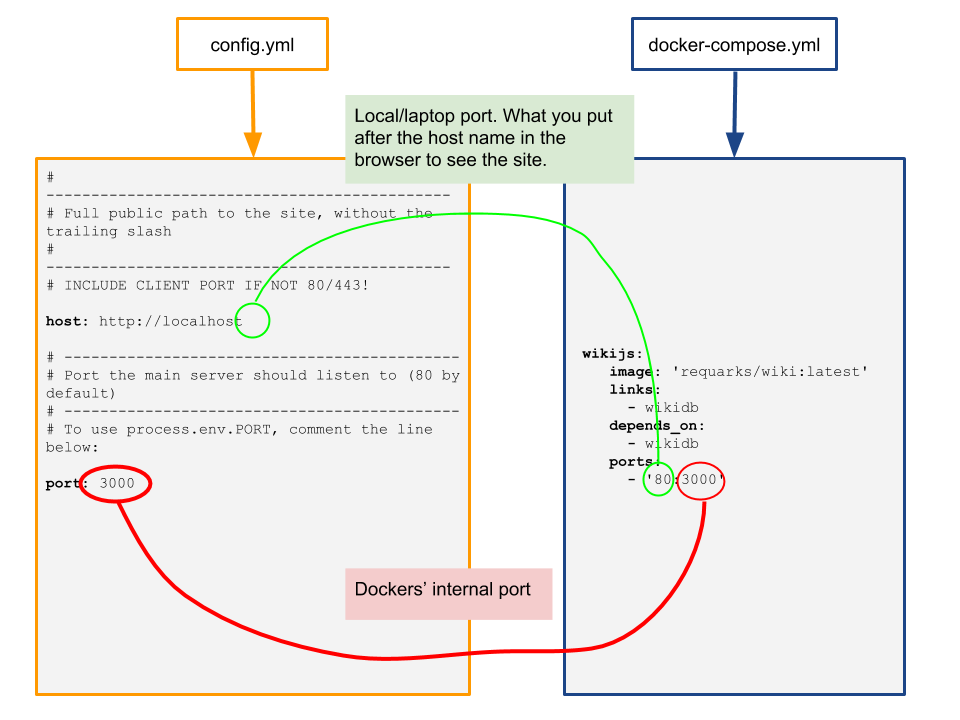 config.yml
docker-compose.yml
Local/laptop port. What you put
after the host name in the
browser to see the site.
#
---------------------------------------------
# Full public path to the site, without the
trailing slash
#
---------------------------------------------
# INCLUDE CLIENT PORT IF NOT 80/443!
host: http://localhost
# --------------------------------------------
# Port the main server should listen to (80 by
default)
# --------------------------------------------
# To use process.env.PORT, comment the line
below:
port: 3000
wikijs:
image: 'requarks/wiki:latest'
links:
- wikidb
depends_on:
- wikidb
ports:
- '80:3000'
Dockers’ internal port